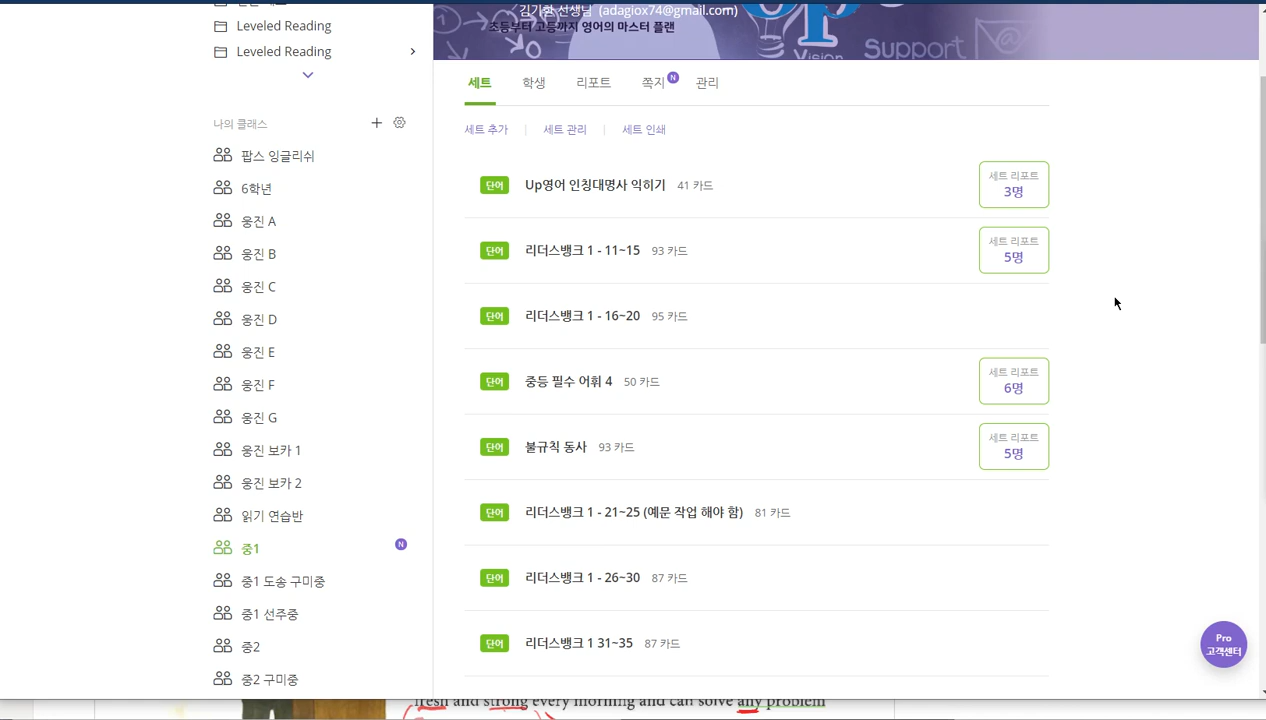 김기환 선생님 (adagiox74@gmail.com)
초등부터 고등까지 영어의 마스터 플랜
UP
Vision
Support
Leveled Reading
Leveled Reading
나의 클래스
팝스 잉글리쉬
6학년
웅진 A
웅진 B
웅진 C
웅진 D
웅진 E
웅진 F
웅진 G
웅진 보카 1
웅진 보카 2
읽기 연습반
중1 N
중1 도송 구미중
중1 선주중
중2
중2 구미중
세트 학생 리포트 쪽지 N 관리
세트 추가 세트 관리 세트 인쇄
단어 Up영어 인칭대명사 익히기 41 카드 세트 리포트 3명
단어 리더스뱅크 1 - 11~15 93 카드 세트 리포트 5명
단어 리더스뱅크 1 - 16~20 95 카드
단어 중등 필수 어휘 4 50 카드 세트 리포트 6명
단어 불규칙 동사 93 카드 세트 리포트 5명
단어 리더스뱅크 1 - 21~25 (예문 작업 해야 함) 81 카드
단어 리더스뱅크 1 - 26~30 87 카드
단어 리더스뱅크 1 31~35 87 카드
Pro
고객센터
fresh and strong every morning and can solve any problem